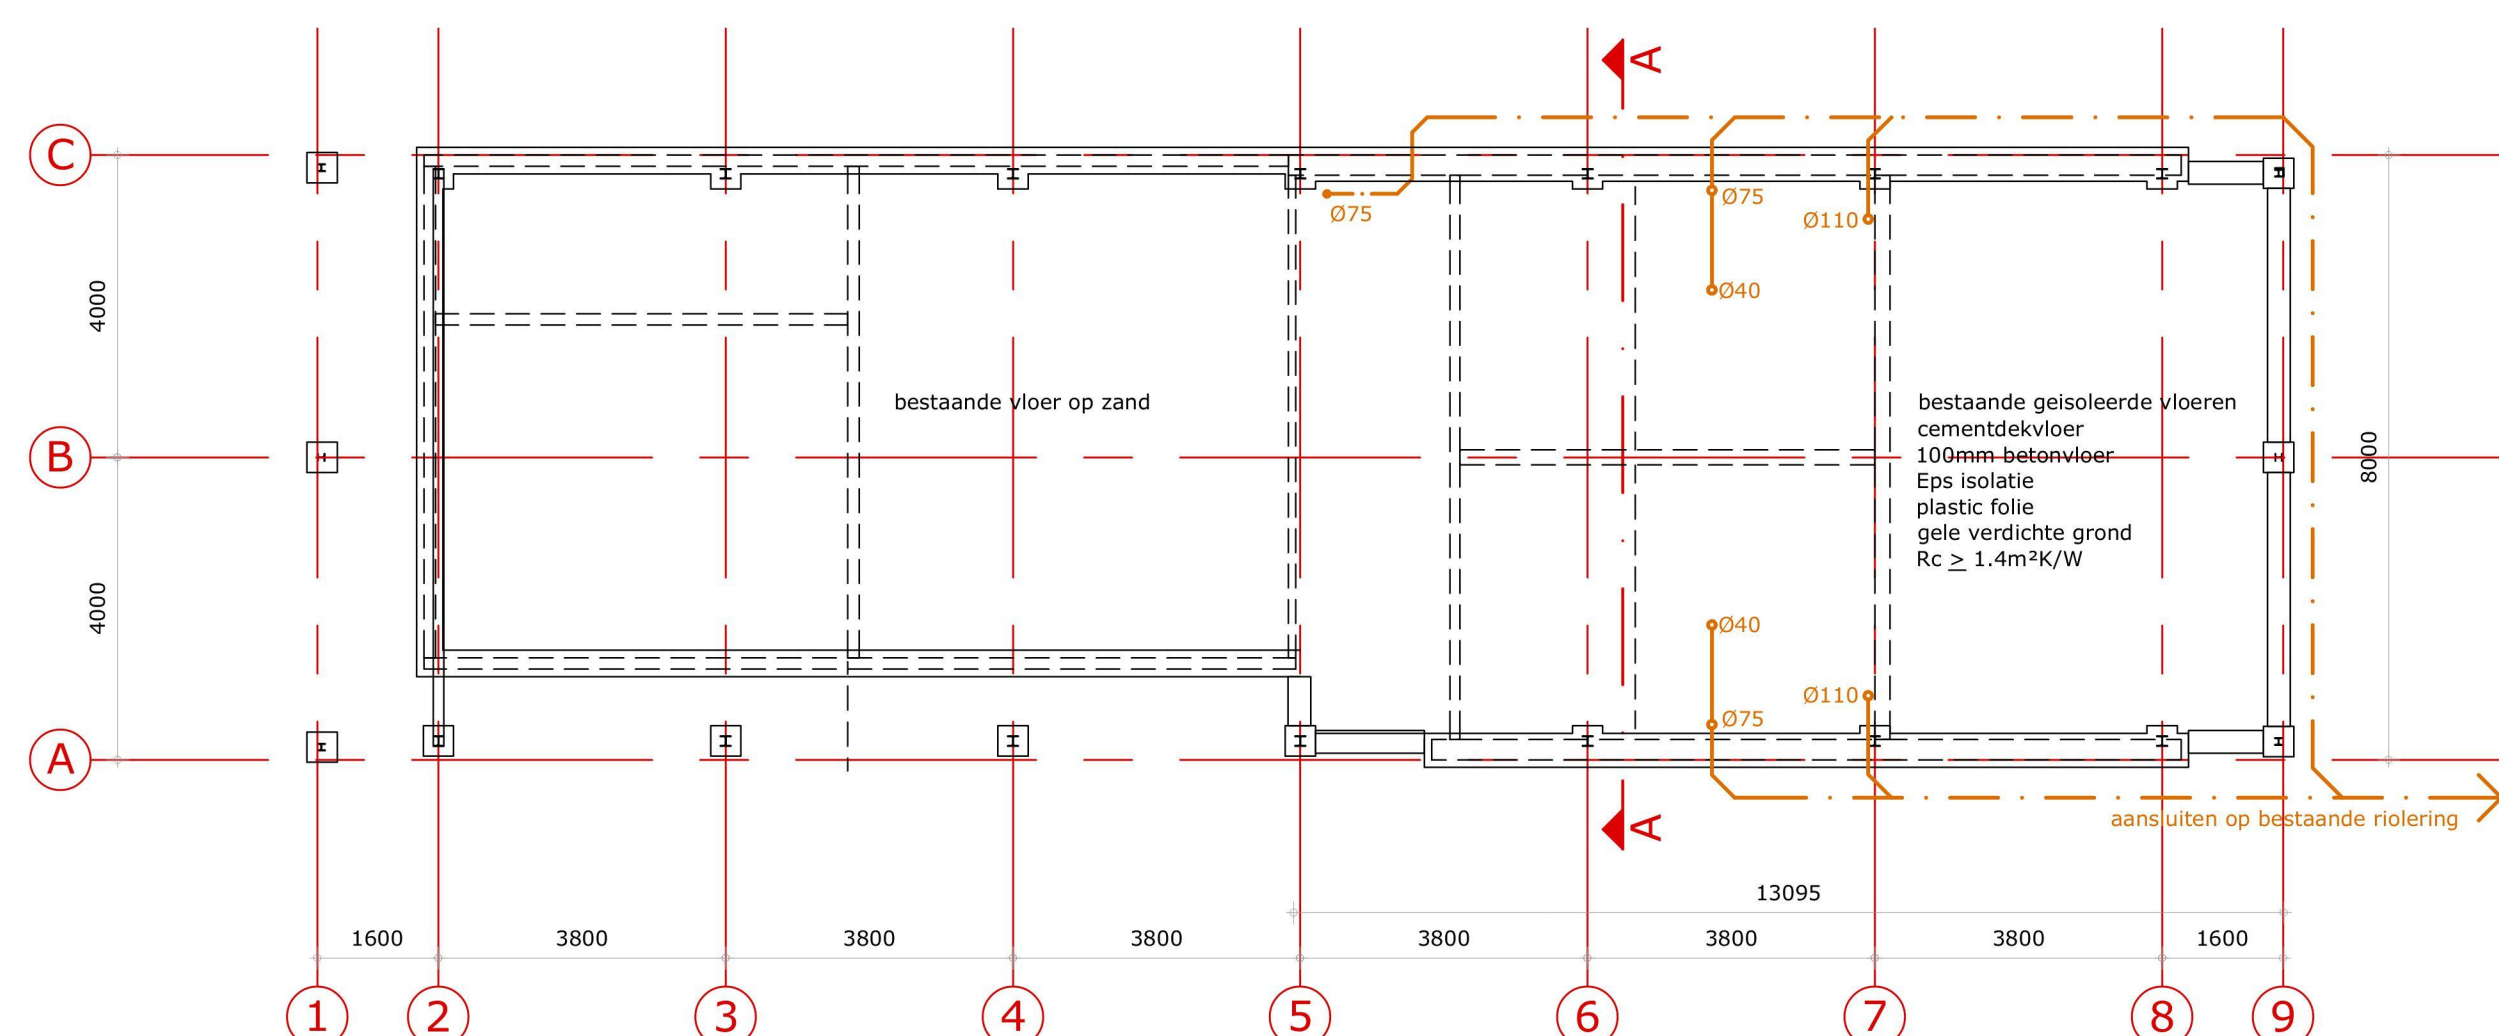 A
C
Ø75
Ø75
Ø110
Ø40
4000
bestaande vloer op zand
bestaande geisoleerde vloeren
cementdekvloer
100mm betonvloer
Eps isolatie
plastic folie
gele verdichte grond
Rc > 1.4m²K/W
B
8000
4000
Ø40
Ø110
Ø75
A
A
aansluiten op bestaande riolering
13095
1600
3800
3800
3800
3800
3800
3800
1600
1
2
3
4
5
6
7
8
9